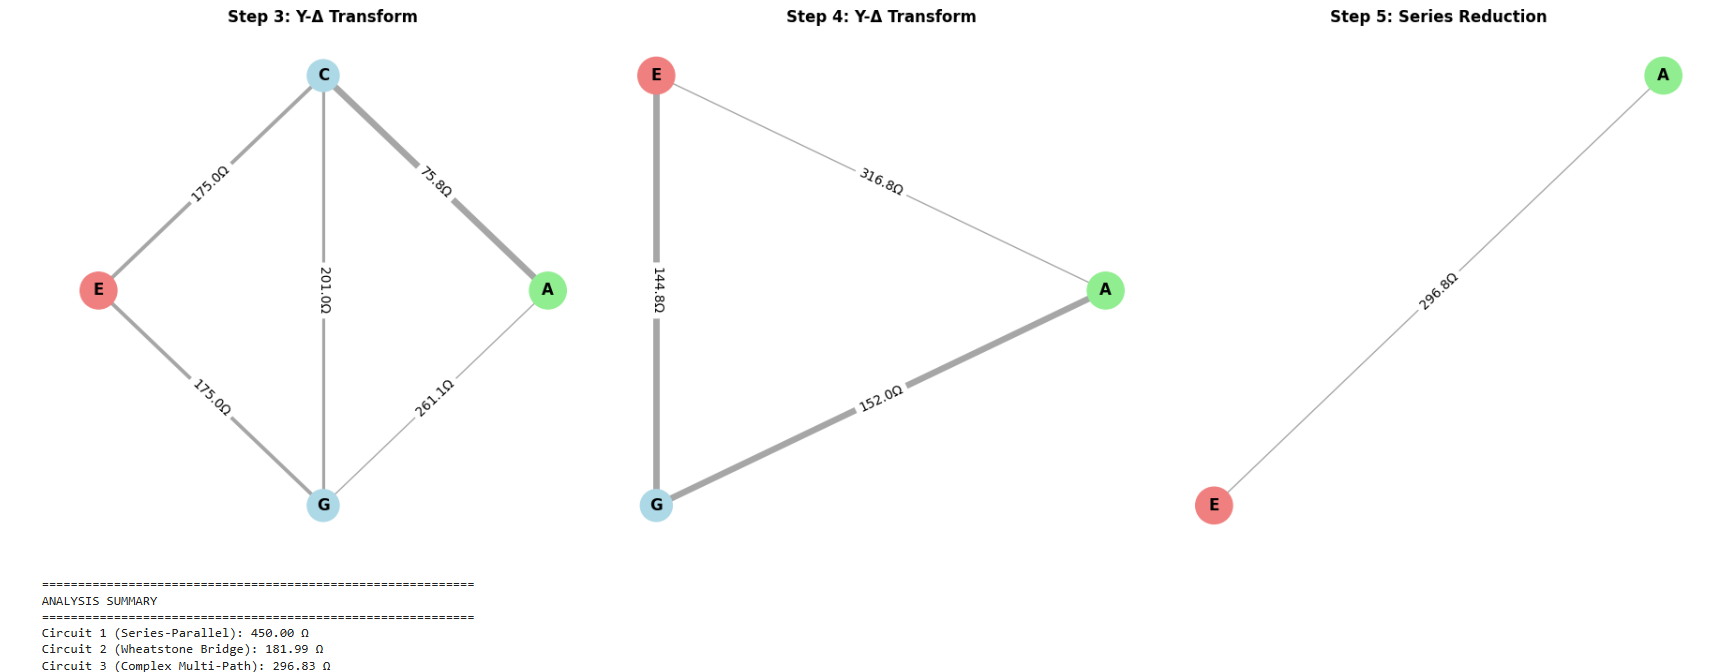 Step 3: Y-Δ Transform
C
175.0Ω
75.8Ω
201.0Ω
E
A
175.0Ω
261.1Ω
G
Step 4: Y-Δ Transform
E
316.8Ω
144.8Ω
A
152.0Ω
G
Step 5: Series Reduction
A
296.8Ω
E
============================================================
ANALYSIS SUMMARY
============================================================
Circuit 1 (Series-Parallel): 450.00 Ω
Circuit 2 (Wheatstone Bridge): 181.99 Ω
Circuit 3 (Complex Multi-Path): 296.83 Ω